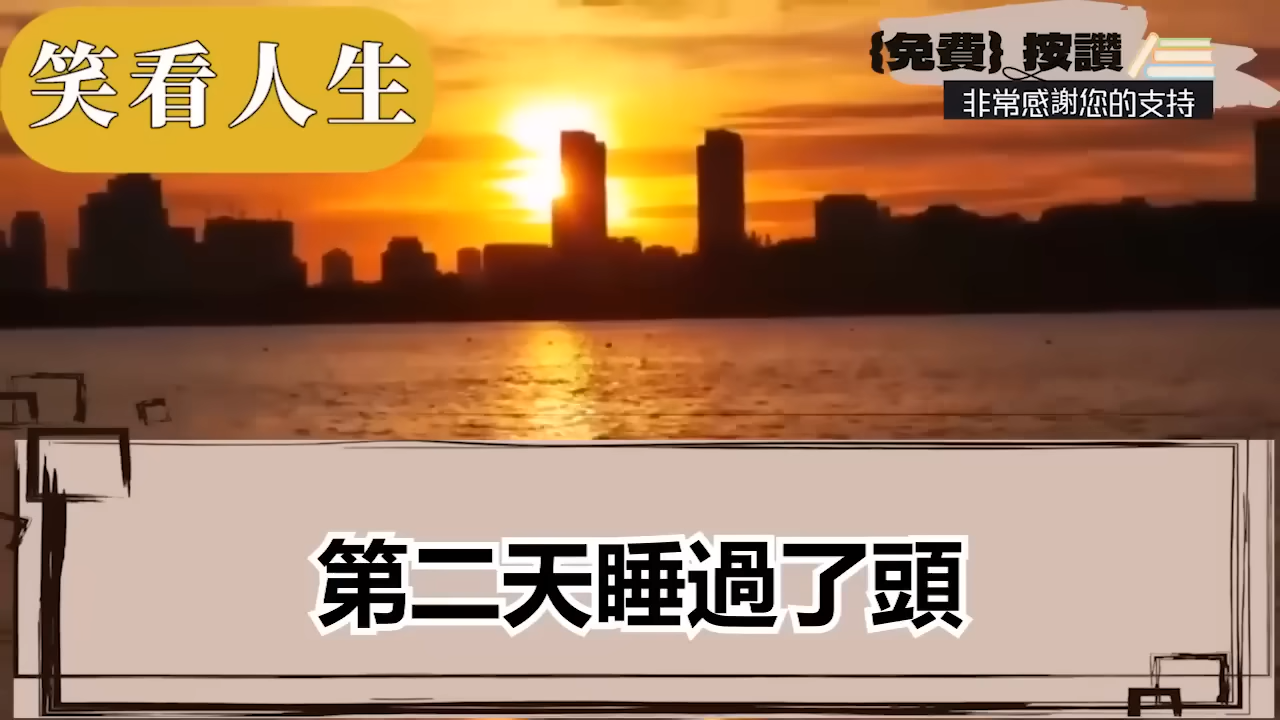 笑看人生
{免費} 按讚
非常感謝您的支持
第二天睡過了頭